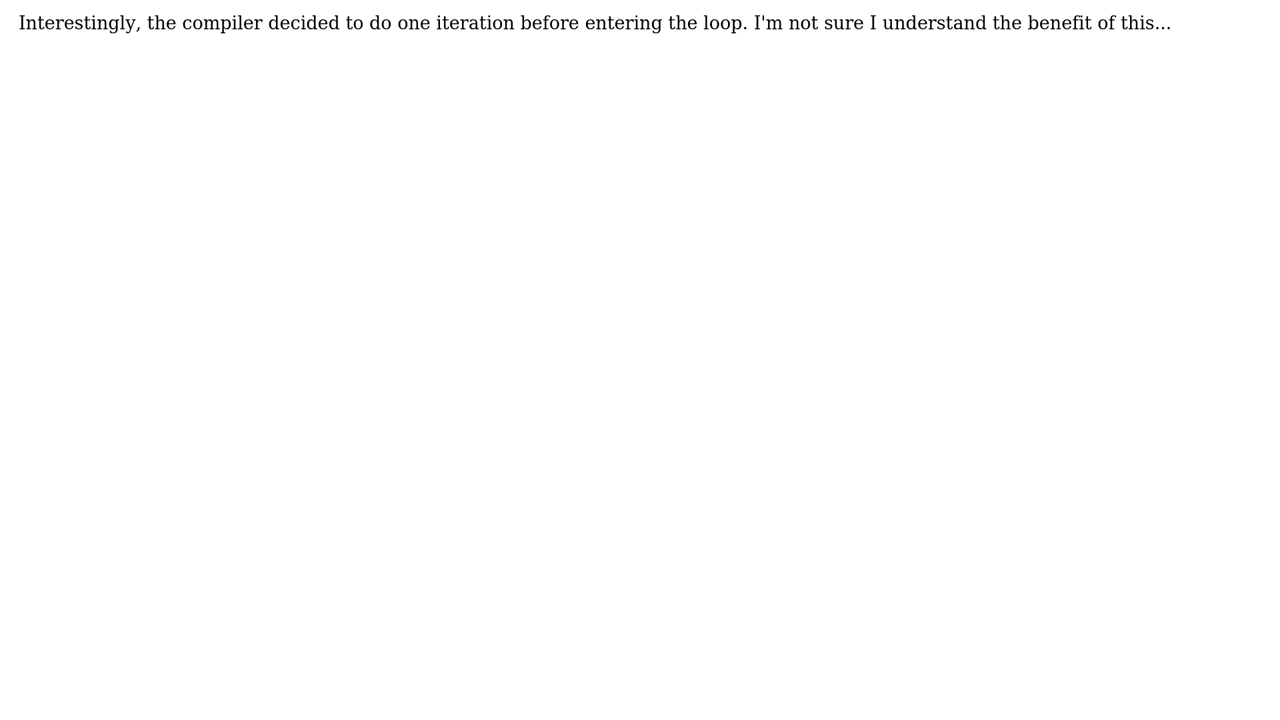 Interestingly, the compiler decided to do one iteration before entering the loop. I'm not sure I understand the benefit of this...